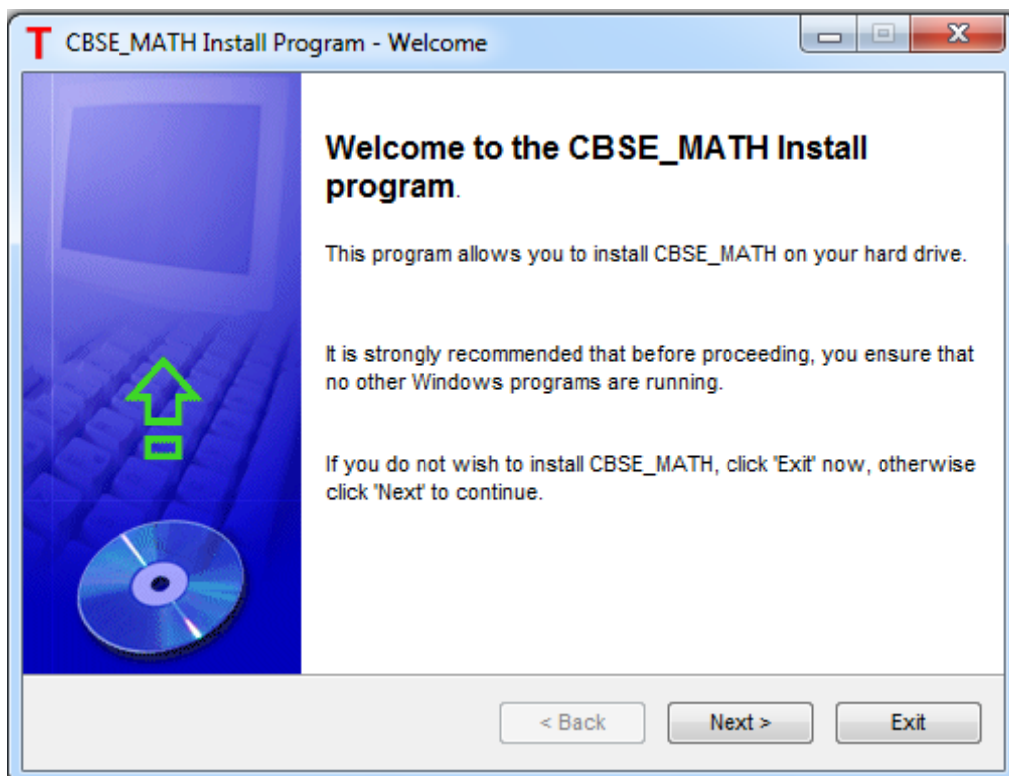 T CBSE_MATH Install Program - Welcome
Welcome to the CBSE_MATH Install
program.
This program allows you to install CBSE_MATH on your hard drive.
It is strongly recommended that before proceeding, you ensure that
no other Windows programs are running.
If you do not wish to install CBSE_MATH, click 'Exit' now, otherwise
click 'Next' to continue.
< Back Next > Exit